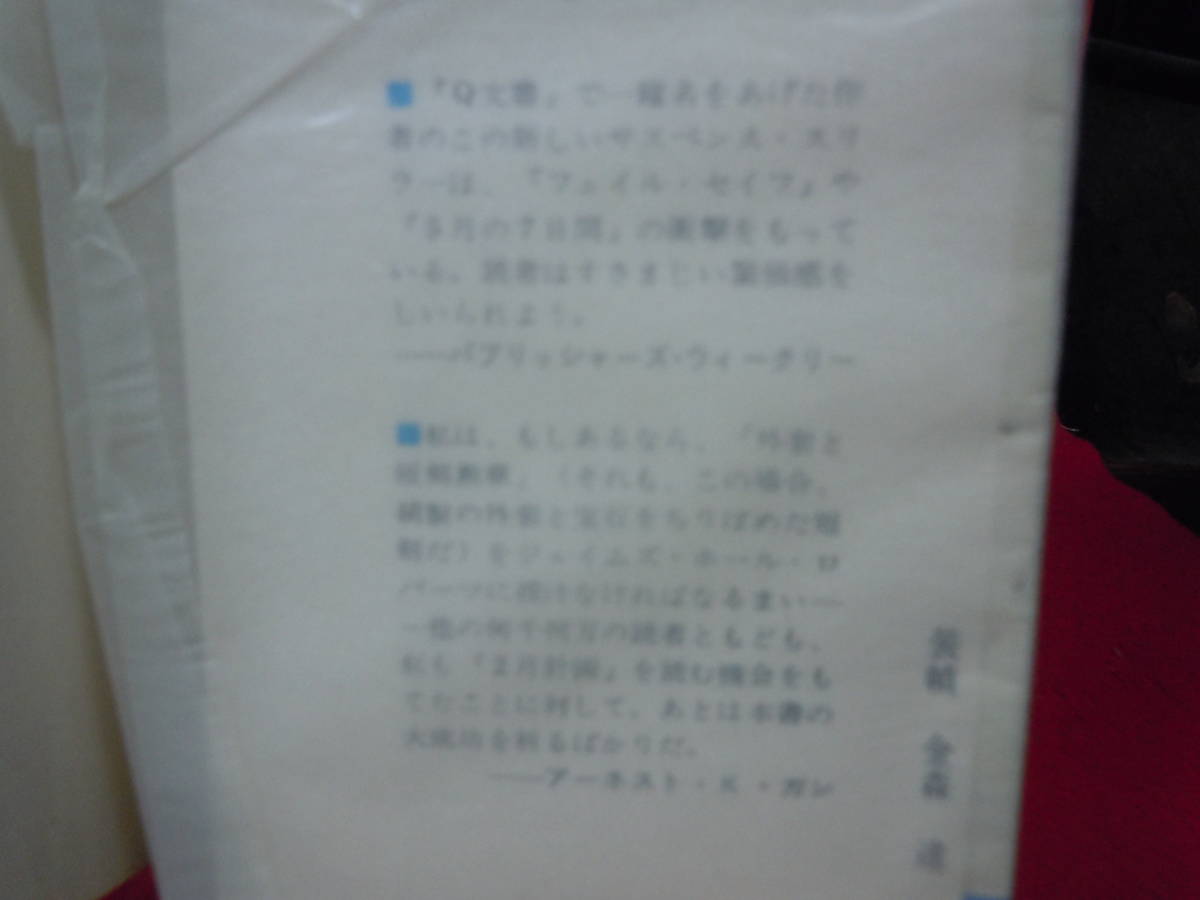 ■『Q文書』で一躍名をあげた作
者のこの新しいサスペンス・スリ
ラーは、『フェイル・セイフ』や
『5月の7日間』の衝撃をもって
いる。読者はすさまじい緊張感を
しいられよう。
——パブリッシャーズ・ウィークリー
■私は、もしあるなら、「外套と
短剣勲章」（それも、この場合、
の外套と宝石をちりばめた短
剣だ）をジェイムズ・ホール・ロ
バーツに授けなければなるまい—
—他の何千何万の読者ともども、
私も『2月計画』を読む機会をも
てたことに対して。あとは本書の
大成功を祈るばかりだ。
——アーネスト・K・ガン
装幀 金森 達